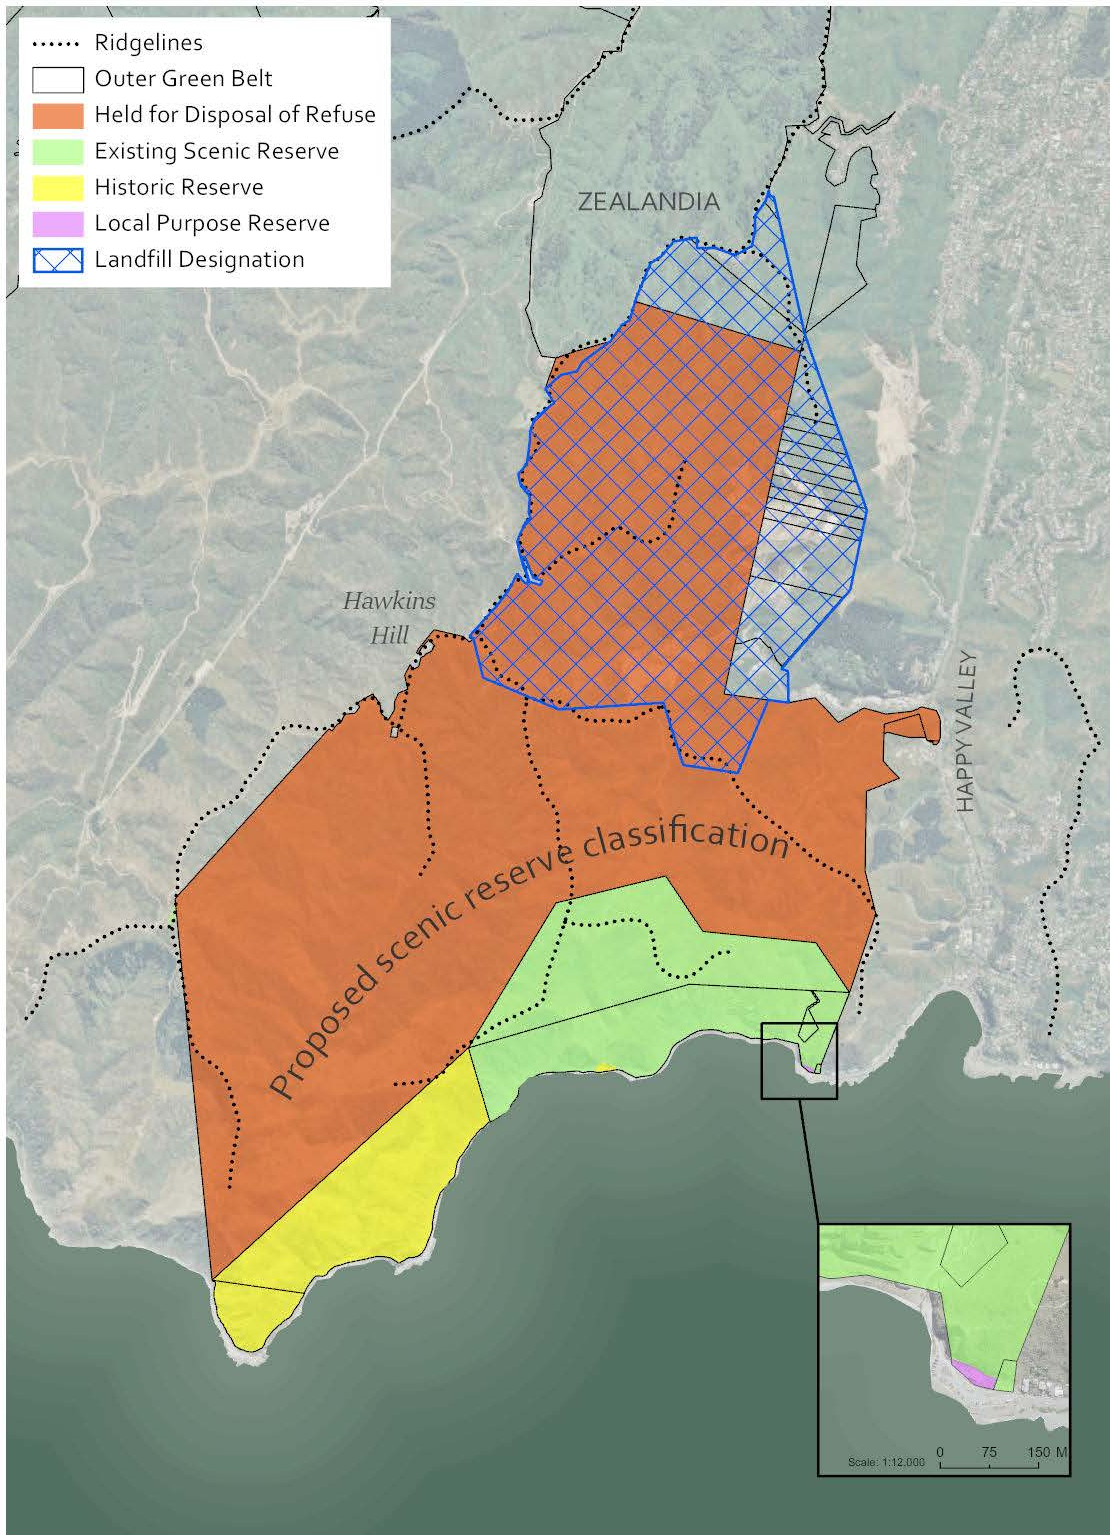 Ridgelines
Outer Green Belt
Held for Disposal of Refuse
Existing Scenic Reserve
Historic Reserve
Local Purpose Reserve
Landfill Designation
ZEALANDIA
Hawkins
Hill
HAPPY VALLEY
Proposed scenic reserve classification
0 75 150 M
Scale: 1:12,000